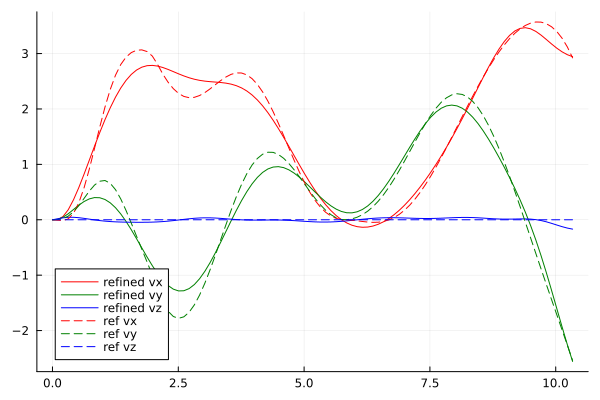 3
2
1
0
−1
−2
refined vx
refined vy
refined vz
ref vx
ref vy
ref vz
0.0 2.5 5.0 7.5 10.0